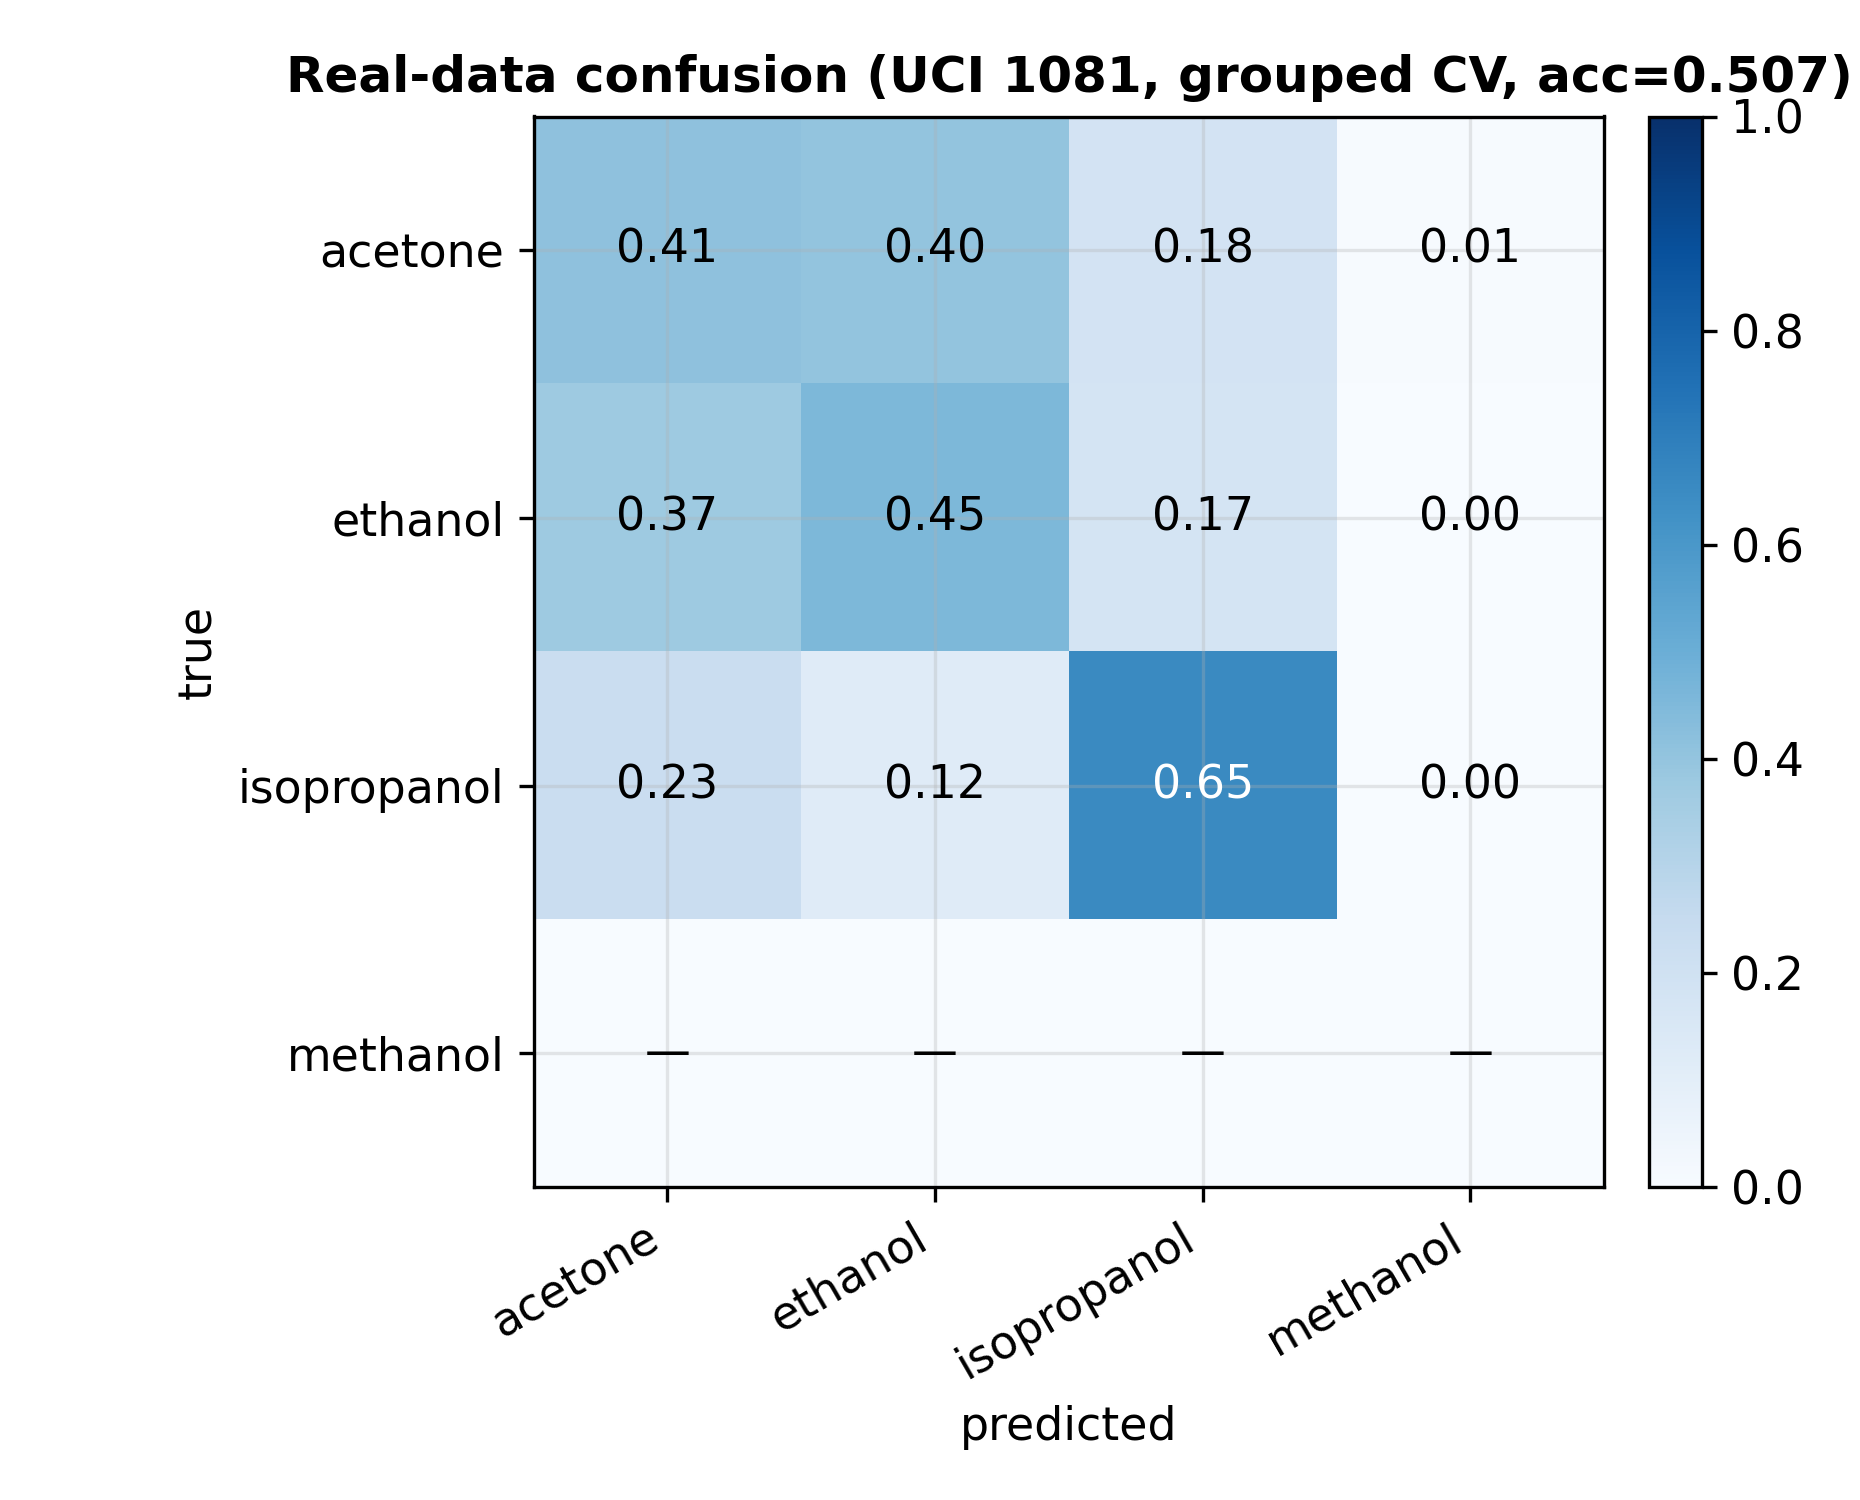 Real-data confusion (UCI 1081, grouped CV, acc=0.507)
acetone 0.41 0.40 0.18 0.01
ethanol 0.37 0.45 0.17 0.00
isopropanol 0.23 0.12 0.65 0.00
methanol — — — —
true
acetone ethanol isopropanol methanol
predicted
1.0
0.8
0.6
0.4
0.2
0.0